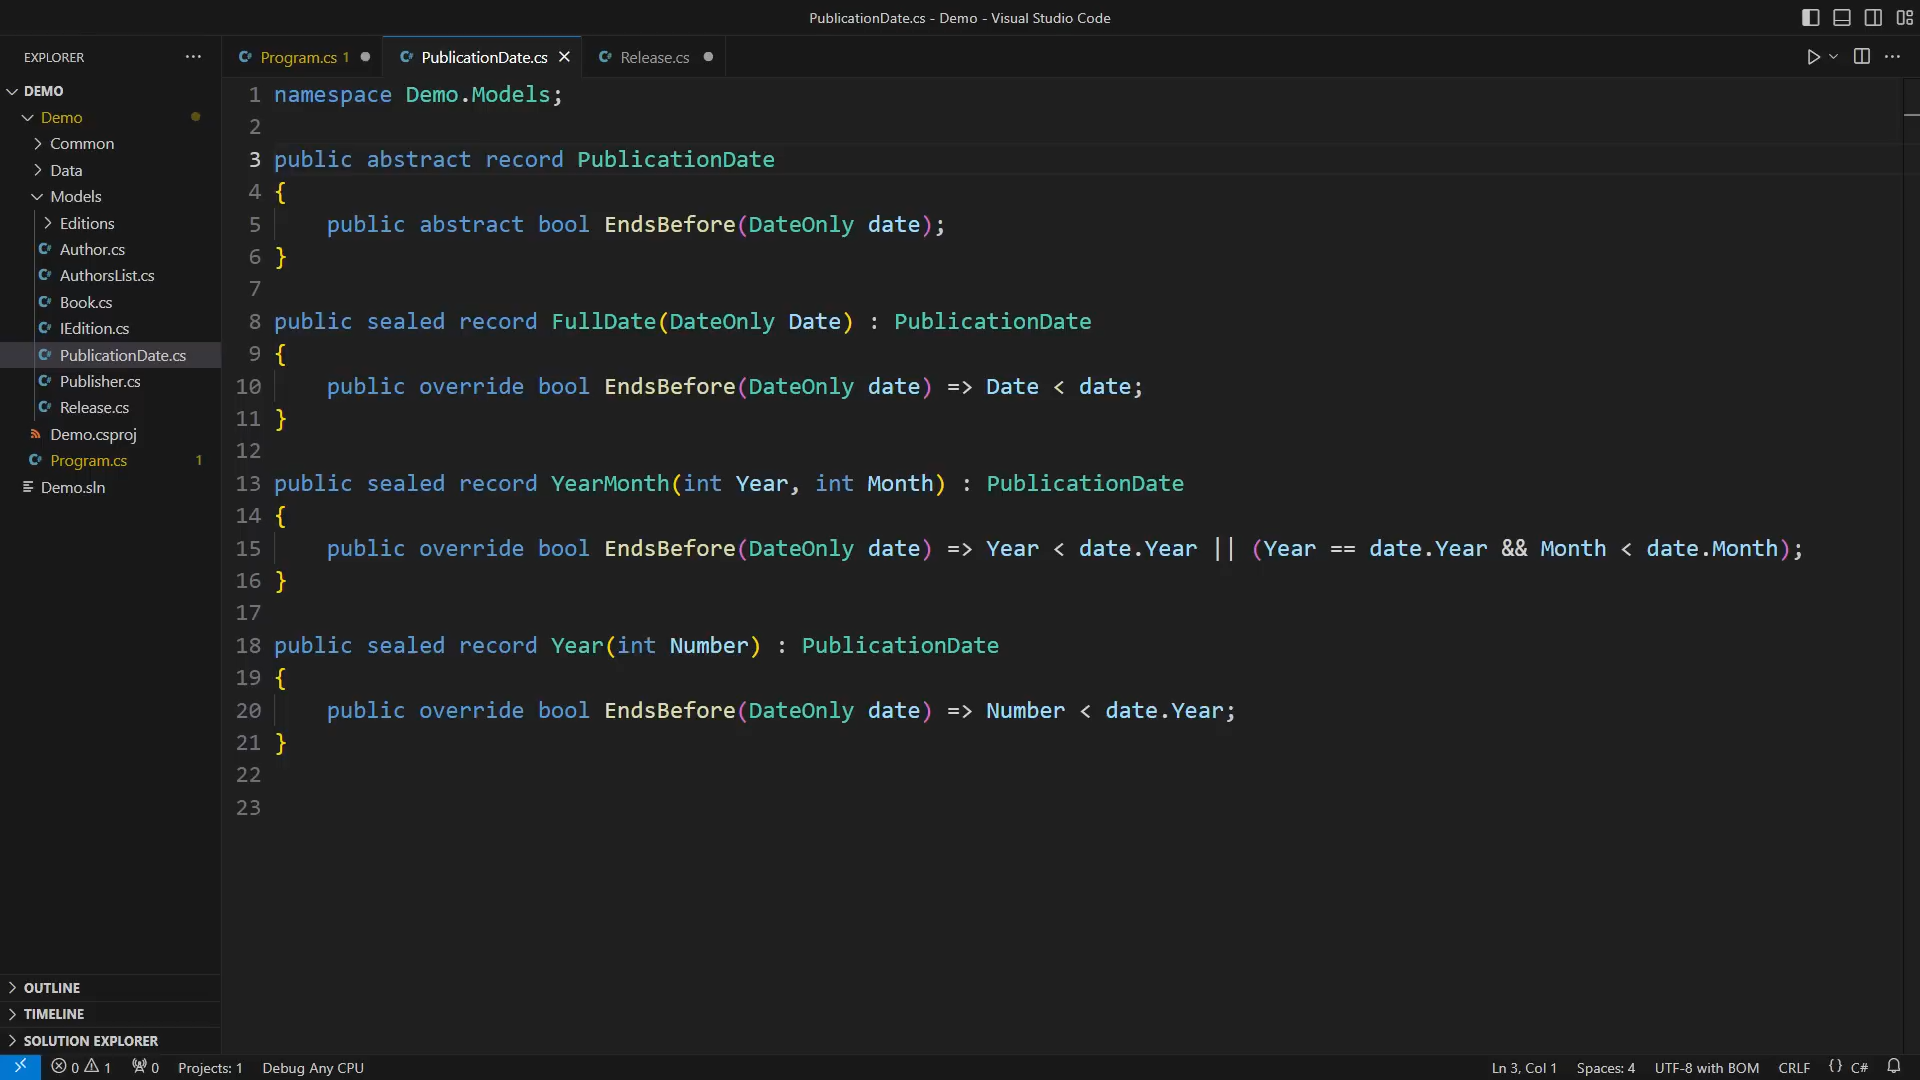 PublicationDate.cs - Demo - Visual Studio Code
EXPLORER
Program.cs 1
PublicationDate.cs
Release.cs
DEMO
Demo
Common
Data
Models
Editions
Author.cs
AuthorsList.cs
Book.cs
IEdition.cs
PublicationDate.cs
Publisher.cs
Release.cs
Demo.csproj
Program.cs 1
Demo.sln
OUTLINE
TIMELINE
SOLUTION EXPLORER
1 namespace Demo.Models;
2
3 public abstract record PublicationDate
4 {
5     public abstract bool EndsBefore(DateOnly date);
6 }
7
8 public sealed record FullDate(DateOnly Date) : PublicationDate
9 {
10     public override bool EndsBefore(DateOnly date) => Date < date;
11 }
12
13 public sealed record YearMonth(int Year, int Month) : PublicationDate
14 {
15     public override bool EndsBefore(DateOnly date) => Year < date.Year || (Year == date.Year && Month < date.Month);
16 }
17
18 public sealed record Year(int Number) : PublicationDate
19 {
20     public override bool EndsBefore(DateOnly date) => Number < date.Year;
21 }
22
23
0 1 0 Projects: 1 Debug Any CPU Ln 3, Col 1 Spaces: 4 UTF-8 with BOM CRLF {} C#